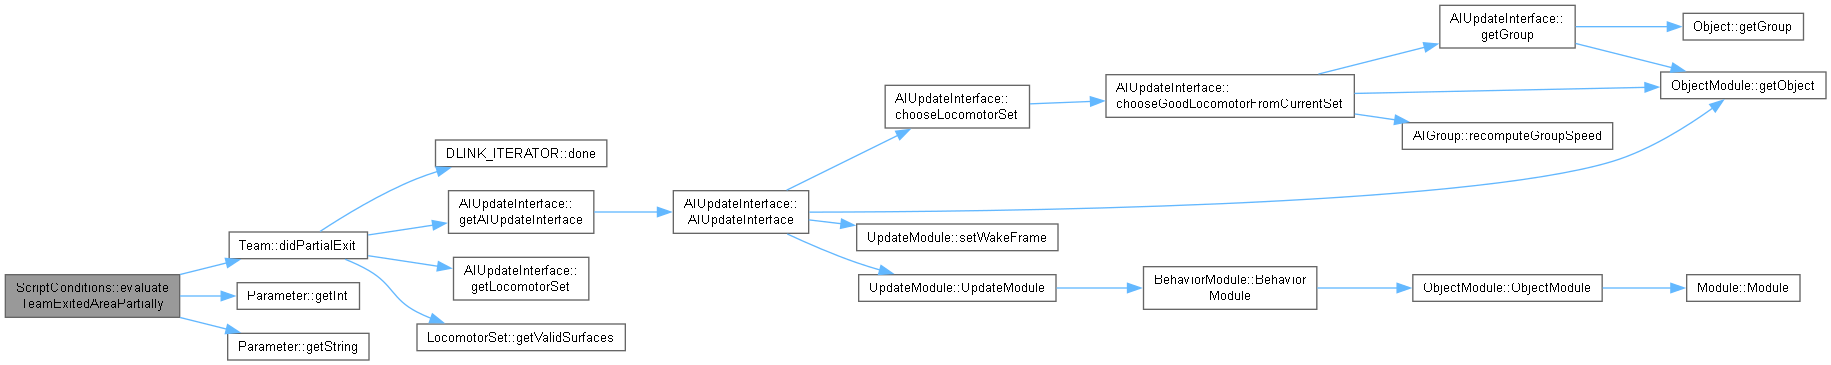 ScriptConditions::evaluate
TeamExitedAreaPartially
Team::didPartialExit
Parameter::getInt
Parameter::getString
DLINK_ITERATOR::done
AIUpdateInterface::
getAIUpdateInterface
AIUpdateInterface::
getLocomotorSet
LocomotorSet::getValidSurfaces
AIUpdateInterface::
AIUpdateInterface
AIUpdateInterface::
chooseLocomotorSet
UpdateModule::setWakeFrame
UpdateModule::UpdateModule
AIUpdateInterface::
chooseGoodLocomotorFromCurrentSet
BehaviorModule::Behavior
Module
AIUpdateInterface::
getGroup
AIGroup::recomputeGroupSpeed
ObjectModule::ObjectModule
Object::getGroup
ObjectModule::getObject
Module::Module